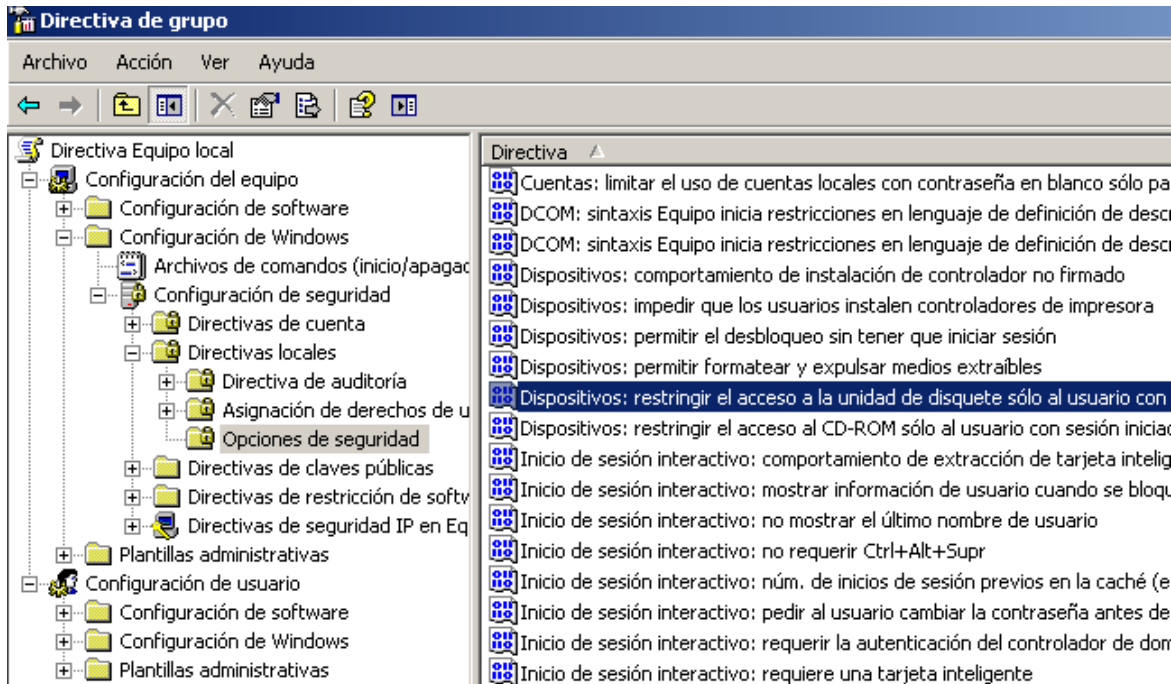 Directiva de grupo
Archivo Acción Ver Ayuda
Directiva Equipo local
Configuración del equipo
Configuración de software
Configuración de Windows
Archivos de comandos (inicio/apagac
Configuración de seguridad
Directivas de cuenta
Directivas locales
Directiva de auditoría
Asignación de derechos de u
Opciones de seguridad
Directivas de claves públicas
Directivas de restricción de softv
Directivas de seguridad IP en Eq
Plantillas administrativas
Configuración de usuario
Configuración de software
Configuración de Windows
Plantillas administrativas
Directiva
Cuentas: limitar el uso de cuentas locales con contraseña en blanco sólo pa
DCOM: sintaxis Equipo inicia restricciones en lenguaje de definición de desci
DCOM: sintaxis Equipo inicia restricciones en lenguaje de definición de desci
Dispositivos: comportamiento de instalación de controlador no firmado
Dispositivos: impedir que los usuarios instalen controladores de impresora
Dispositivos: permitir el desbloqueo sin tener que iniciar sesión
Dispositivos: permitir formatear y expulsar medios extraíbles
Dispositivos: restringir el acceso a la unidad de disquete sólo al usuario con
Dispositivos: restringir el acceso al CD-ROM sólo al usuario con sesión iniciac
Inicio de sesión interactivo: comportamiento de extracción de tarjeta intelig
Inicio de sesión interactivo: mostrar información de usuario cuando se bloqu
Inicio de sesión interactivo: no mostrar el último nombre de usuario
Inicio de sesión interactivo: no requerir Ctrl+Alt+Supr
Inicio de sesión interactivo: núm. de inicios de sesión previos en la caché (e
Inicio de sesión interactivo: pedir al usuario cambiar la contraseña antes de
Inicio de sesión interactivo: requerir la autenticación del controlador de dom
Inicio de sesión interactivo: requiere una tarjeta inteligente